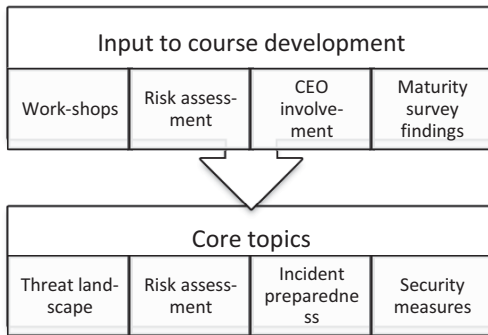 Input to course development
Work-shops
Risk assess-
ment
CEO
involve-
ment
Maturity
survey
findings
Core topics
Threat land-
scape
Risk assess-
ment
Incident
preparedne
ss
Security
measures